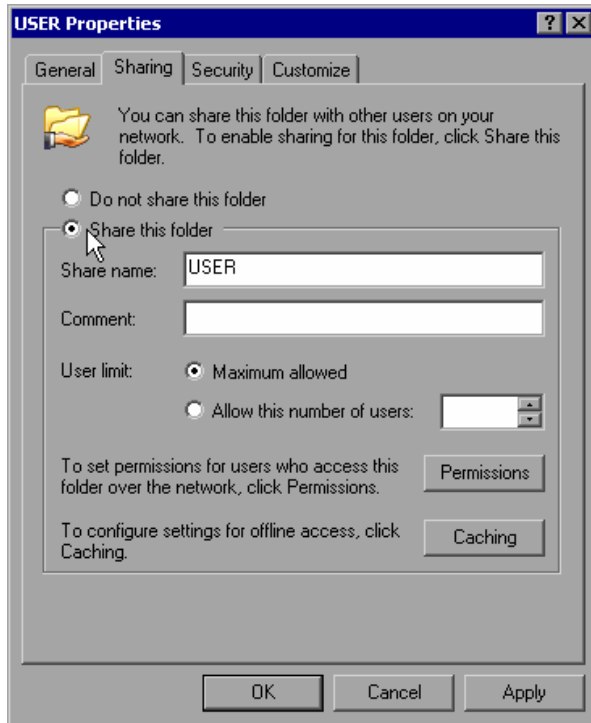 USER Properties
General Sharing Security Customize
You can share this folder with other users on your
network. To enable sharing for this folder, click Share this
folder.
Do not share this folder
Share this folder
Share name: USER
Comment:
User limit: Maximum allowed
Allow this number of users:
To set permissions for users who access this
folder over the network, click Permissions.
Permissions
To configure settings for offline access, click
Caching.
Caching
OK Cancel Apply